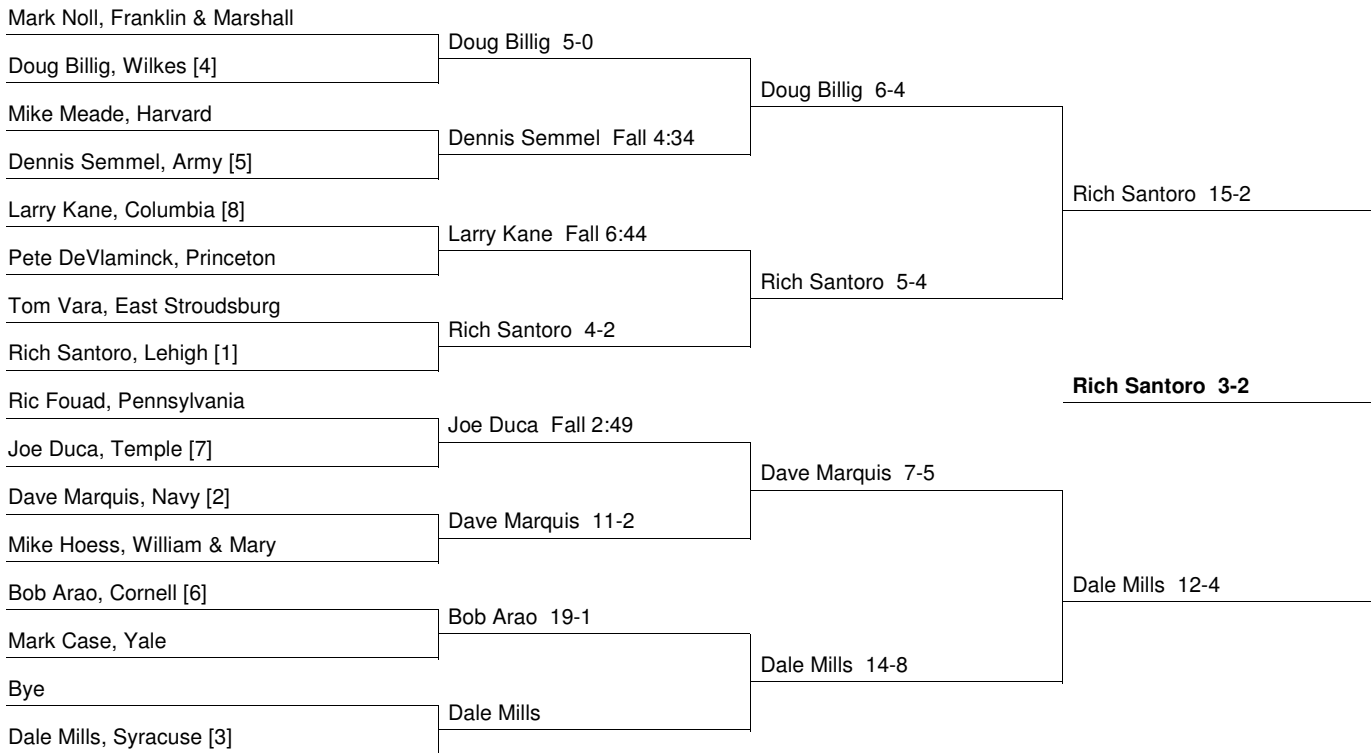 Mark Noll, Franklin & Marshall
Doug Billig, Wilkes [4]
Mike Meade, Harvard
Dennis Semmel, Army [5]
Larry Kane, Columbia [8]
Pete DeVlaminck, Princeton
Tom Vara, East Stroudsburg
Rich Santoro, Lehigh [1]
Ric Fouad, Pennsylvania
Joe Duca, Temple [7]
Dave Marquis, Navy [2]
Mike Hoess, William & Mary
Bob Arao, Cornell [6]
Mark Case, Yale
Bye
Dale Mills, Syracuse [3]
Doug Billig 5-0
Dennis Semmel Fall 4:34
Larry Kane Fall 6:44
Rich Santoro 4-2
Joe Duca Fall 2:49
Dave Marquis 11-2
Bob Arao 19-1
Dale Mills
Doug Billig 6-4
Rich Santoro 5-4
Dave Marquis 7-5
Dale Mills 14-8
Rich Santoro 15-2
Rich Santoro 3-2
Dale Mills 12-4